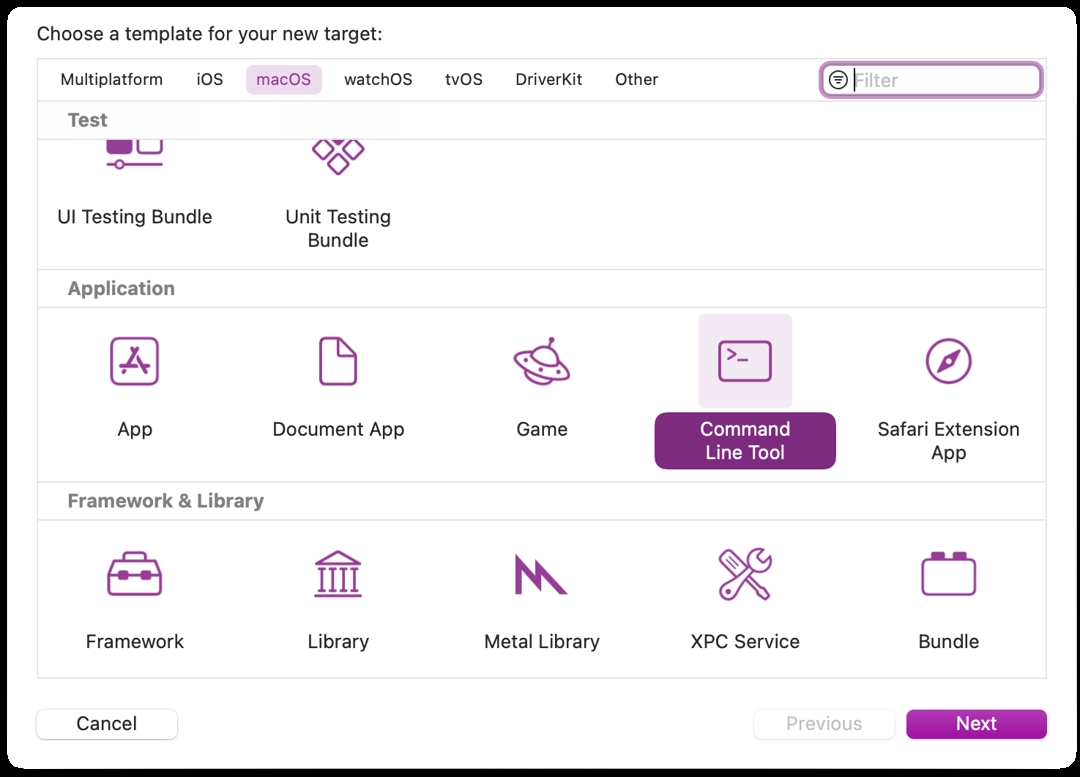 Choose a template for your new target:
Multiplatform iOS macOS watchOS tvOS DriverKit Other Filter
Test
UI Testing Bundle Unit Testing
Bundle
Application
App Document App Game Command
Line Tool Safari Extension
App
Framework & Library
Framework Library Metal Library XPC Service Bundle
Cancel Previous Next